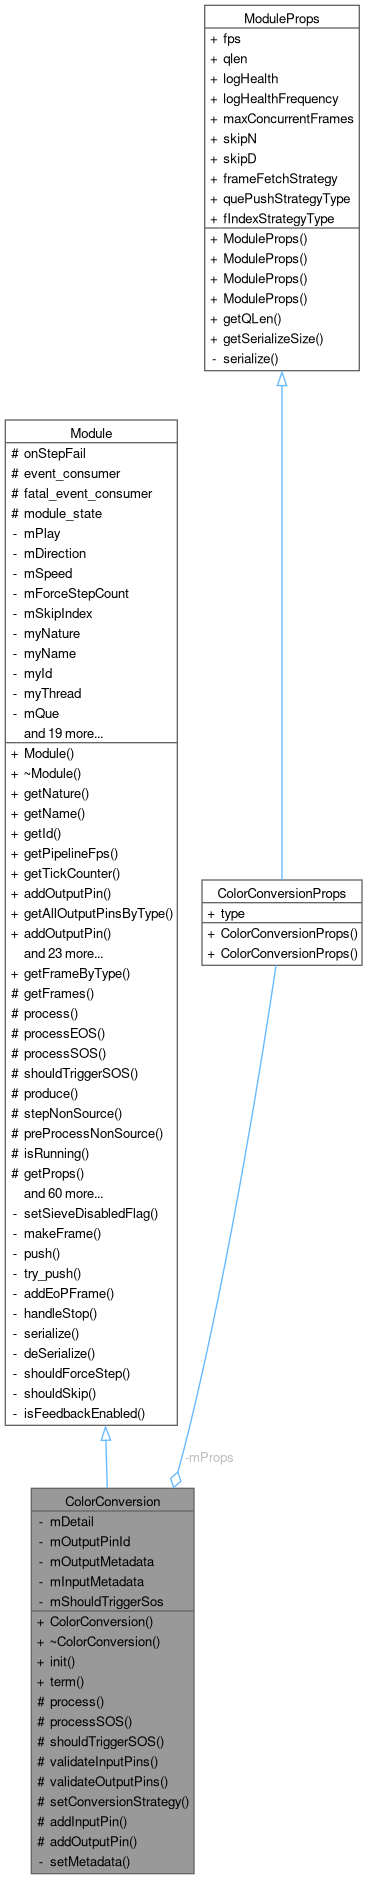 ModuleProps
+ fps
+ qlen
+ logHealth
+ logHealthFrequency
+ maxConcurrentFrames
+ skipN
+ skipD
+ frameFetchStrategy
+ quePushStrategyType
+ fIndexStrategyType
+ ModuleProps()
+ ModuleProps()
+ ModuleProps()
+ ModuleProps()
+ getQLen()
+ getSerializeSize()
- serialize()
Module
# onStepFail
# event_consumer
# fatal_event_consumer
# module_state
- mPlay
- mDirection
- mSpeed
- mForceStepCount
- mSkipIndex
- myNature
- myName
- myId
- myThread
- mQue
and 19 more...
+ Module()
+ ~Module()
+ getNature()
+ getName()
+ getId()
+ getPipelineFps()
+ getTickCounter()
+ addOutputPin()
+ getAllOutputPinsByType()
+ addOutputPin()
and 23 more...
+ getFrameByType()
# getFrames()
# process()
# processEOS()
# processSOS()
# shouldTriggerSOS()
# produce()
# stepNonSource()
# preProcessNonSource()
# isRunning()
# getProps()
and 60 more...
- setSieveDisabledFlag()
- makeFrame()
- push()
- try_push()
- addEoPFrame()
- handleStop()
- serialize()
- deSerialize()
- shouldForceStep()
- shouldSkip()
- isFeedbackEnabled()
ColorConversionProps
+ type
+ ColorConversionProps()
+ ColorConversionProps()
-mProps
ColorConversion
- mDetail
- mOutputPinId
- mOutputMetadata
- mInputMetadata
- mShouldTriggerSos
+ ColorConversion()
+ ~ColorConversion()
+ init()
+ term()
# process()
# processSOS()
# shouldTriggerSOS()
# validateInputPins()
# validateOutputPins()
# setConversionStrategy()
# addInputPin()
# addOutputPin()
- setMetadata()